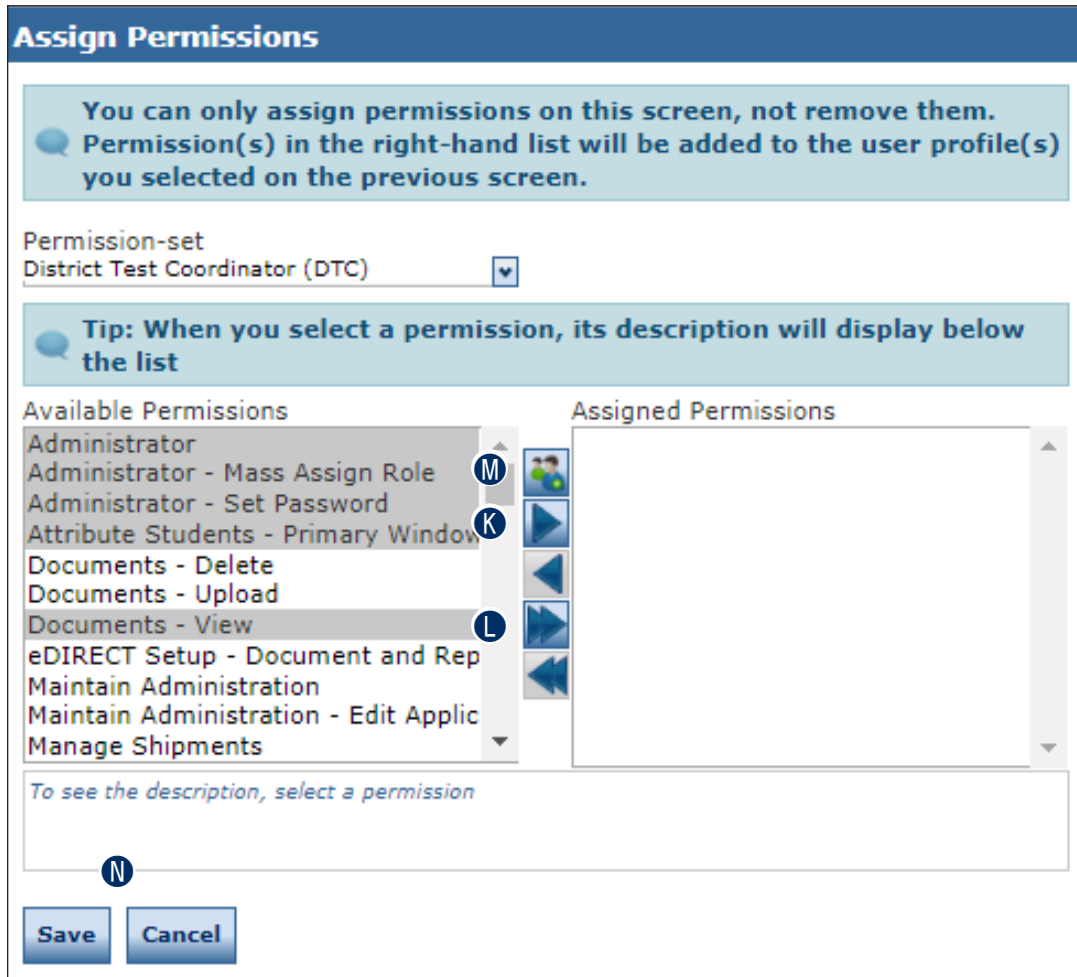 Assign Permissions
You can only assign permissions on this screen, not remove them.
Permission(s) in the right-hand list will be added to the user profile(s)
you selected on the previous screen.
Permission-set
District Test Coordinator (DTC)
Tip: When you select a permission, its description will display below
the list
Available Permissions
Assigned Permissions
Administrator
Administrator - Mass Assign Role
M
Administrator - Set Password
Attribute Students - Primary Window
K
Documents - Delete
Documents - Upload
Documents - View
L
eDIRECT Setup - Document and Rep
Maintain Administration
Maintain Administration - Edit Applic
Manage Shipments
To see the description, select a permission
N
Save
Cancel